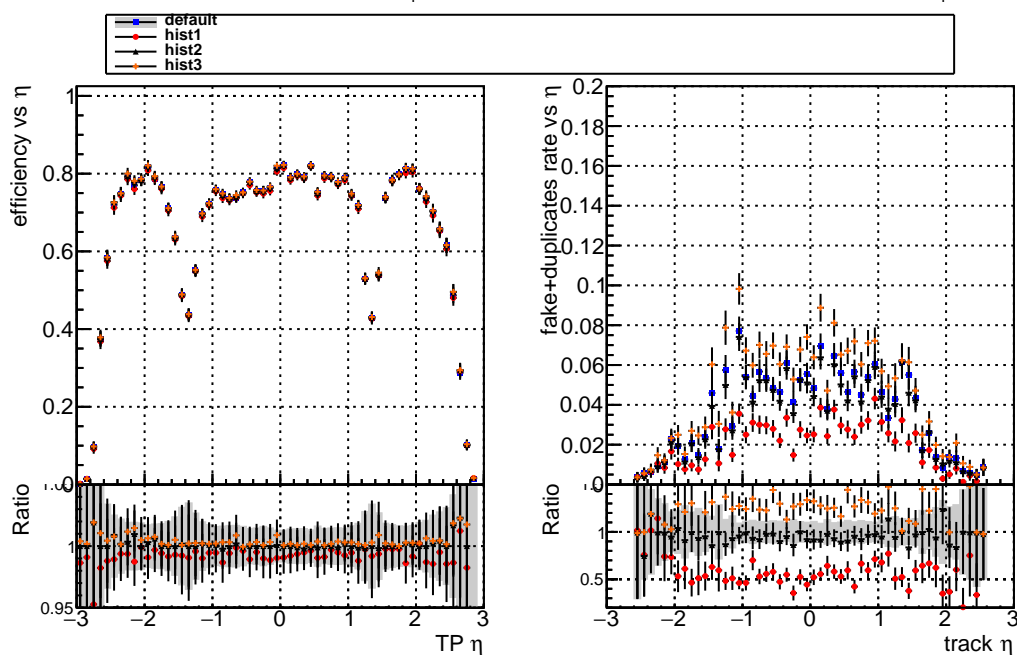 default
hist1
hist2
hist3
efficiency vs η
1
0.8
0.6
0.4
0.2
0
Ratio
1
0.95
−3 −2 −1 0 1 2 3
TP η
fake+duplicates rate vs η
0.2
0.18
0.16
0.14
0.12
0.1
0.08
0.06
0.04
0.02
0
Ratio
1
0.5
−3 −2 −1 0 1 2 3
track η